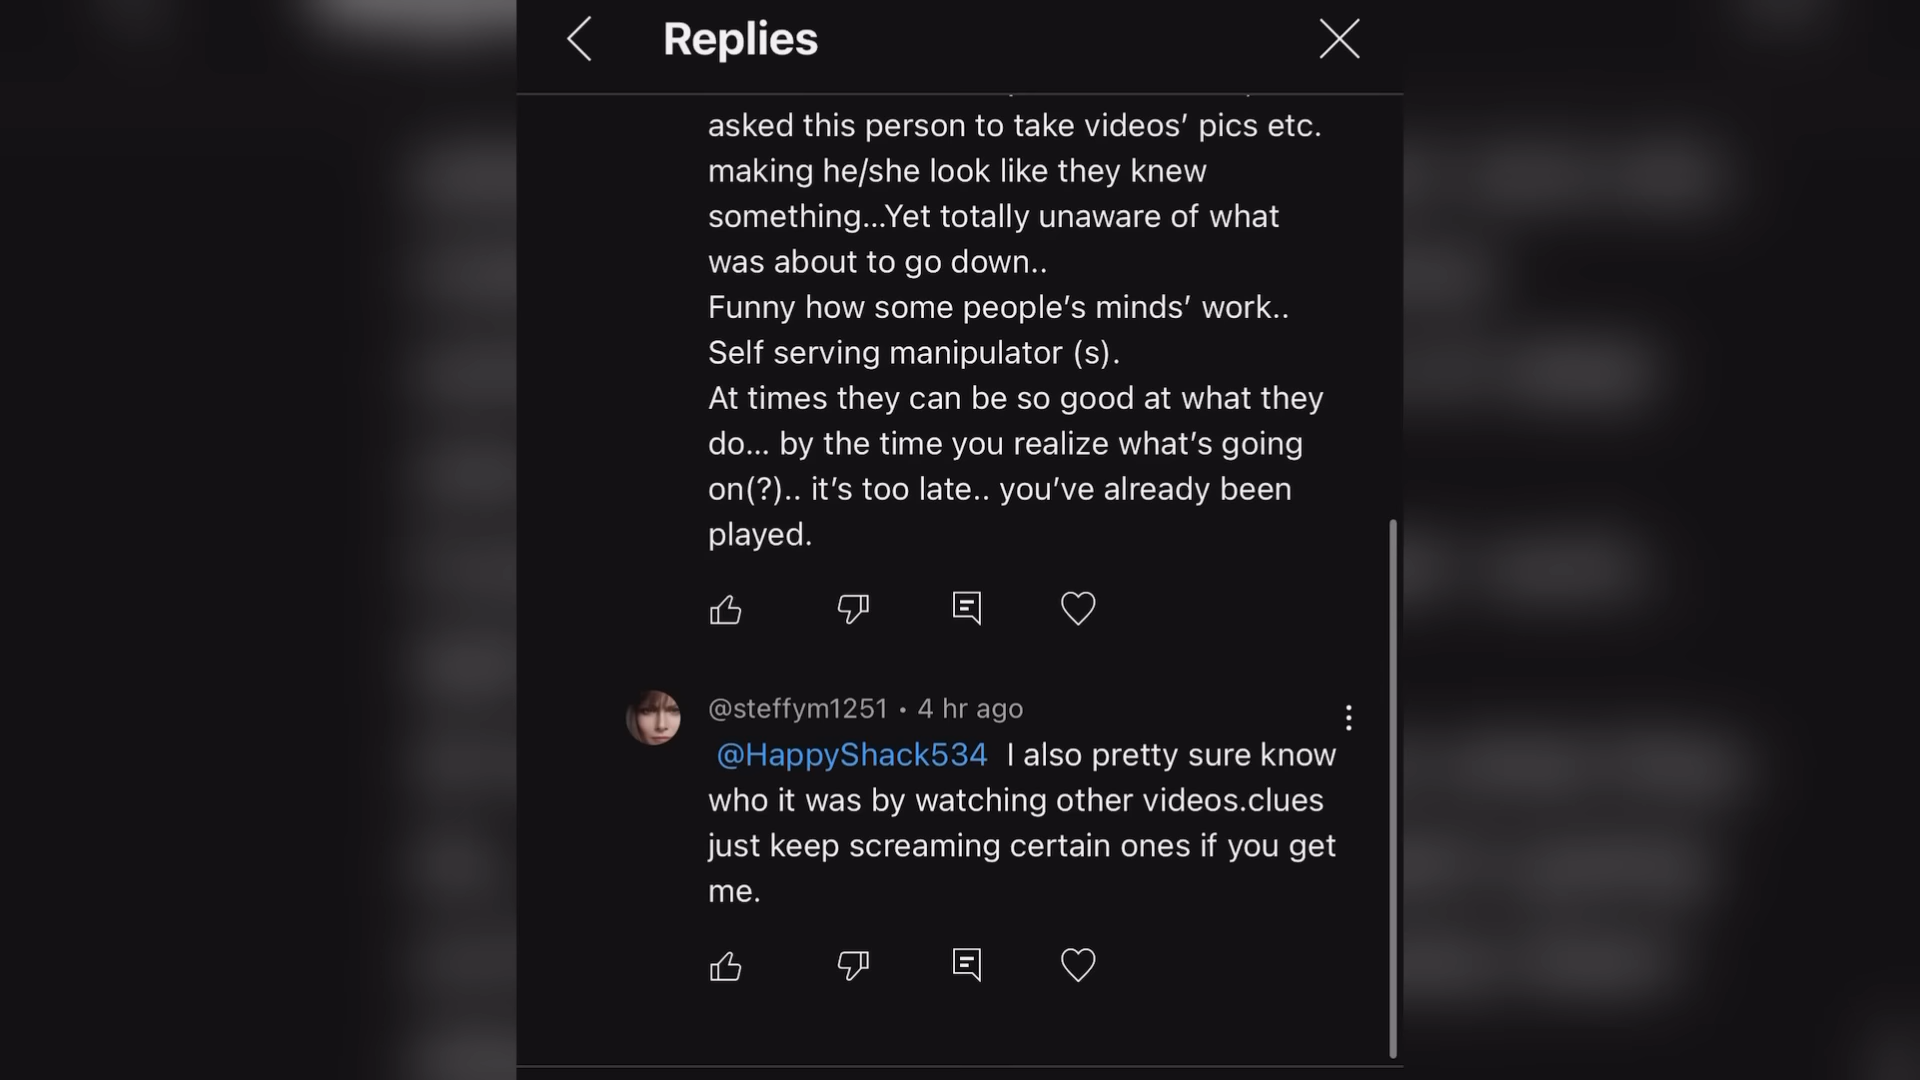 Replies
asked this person to take videos’ pics etc.
making he/she look like they knew
something...Yet totally unaware of what
was about to go down..
Funny how some people’s minds’ work..
Self serving manipulator (s).
At times they can be so good at what they
do... by the time you realize what’s going
on(?).. it’s too late.. you’ve already been
played.
@steffym1251 • 4 hr ago
@HappyShack534 I also pretty sure know
who it was by watching other videos.clues
just keep screaming certain ones if you get
me.